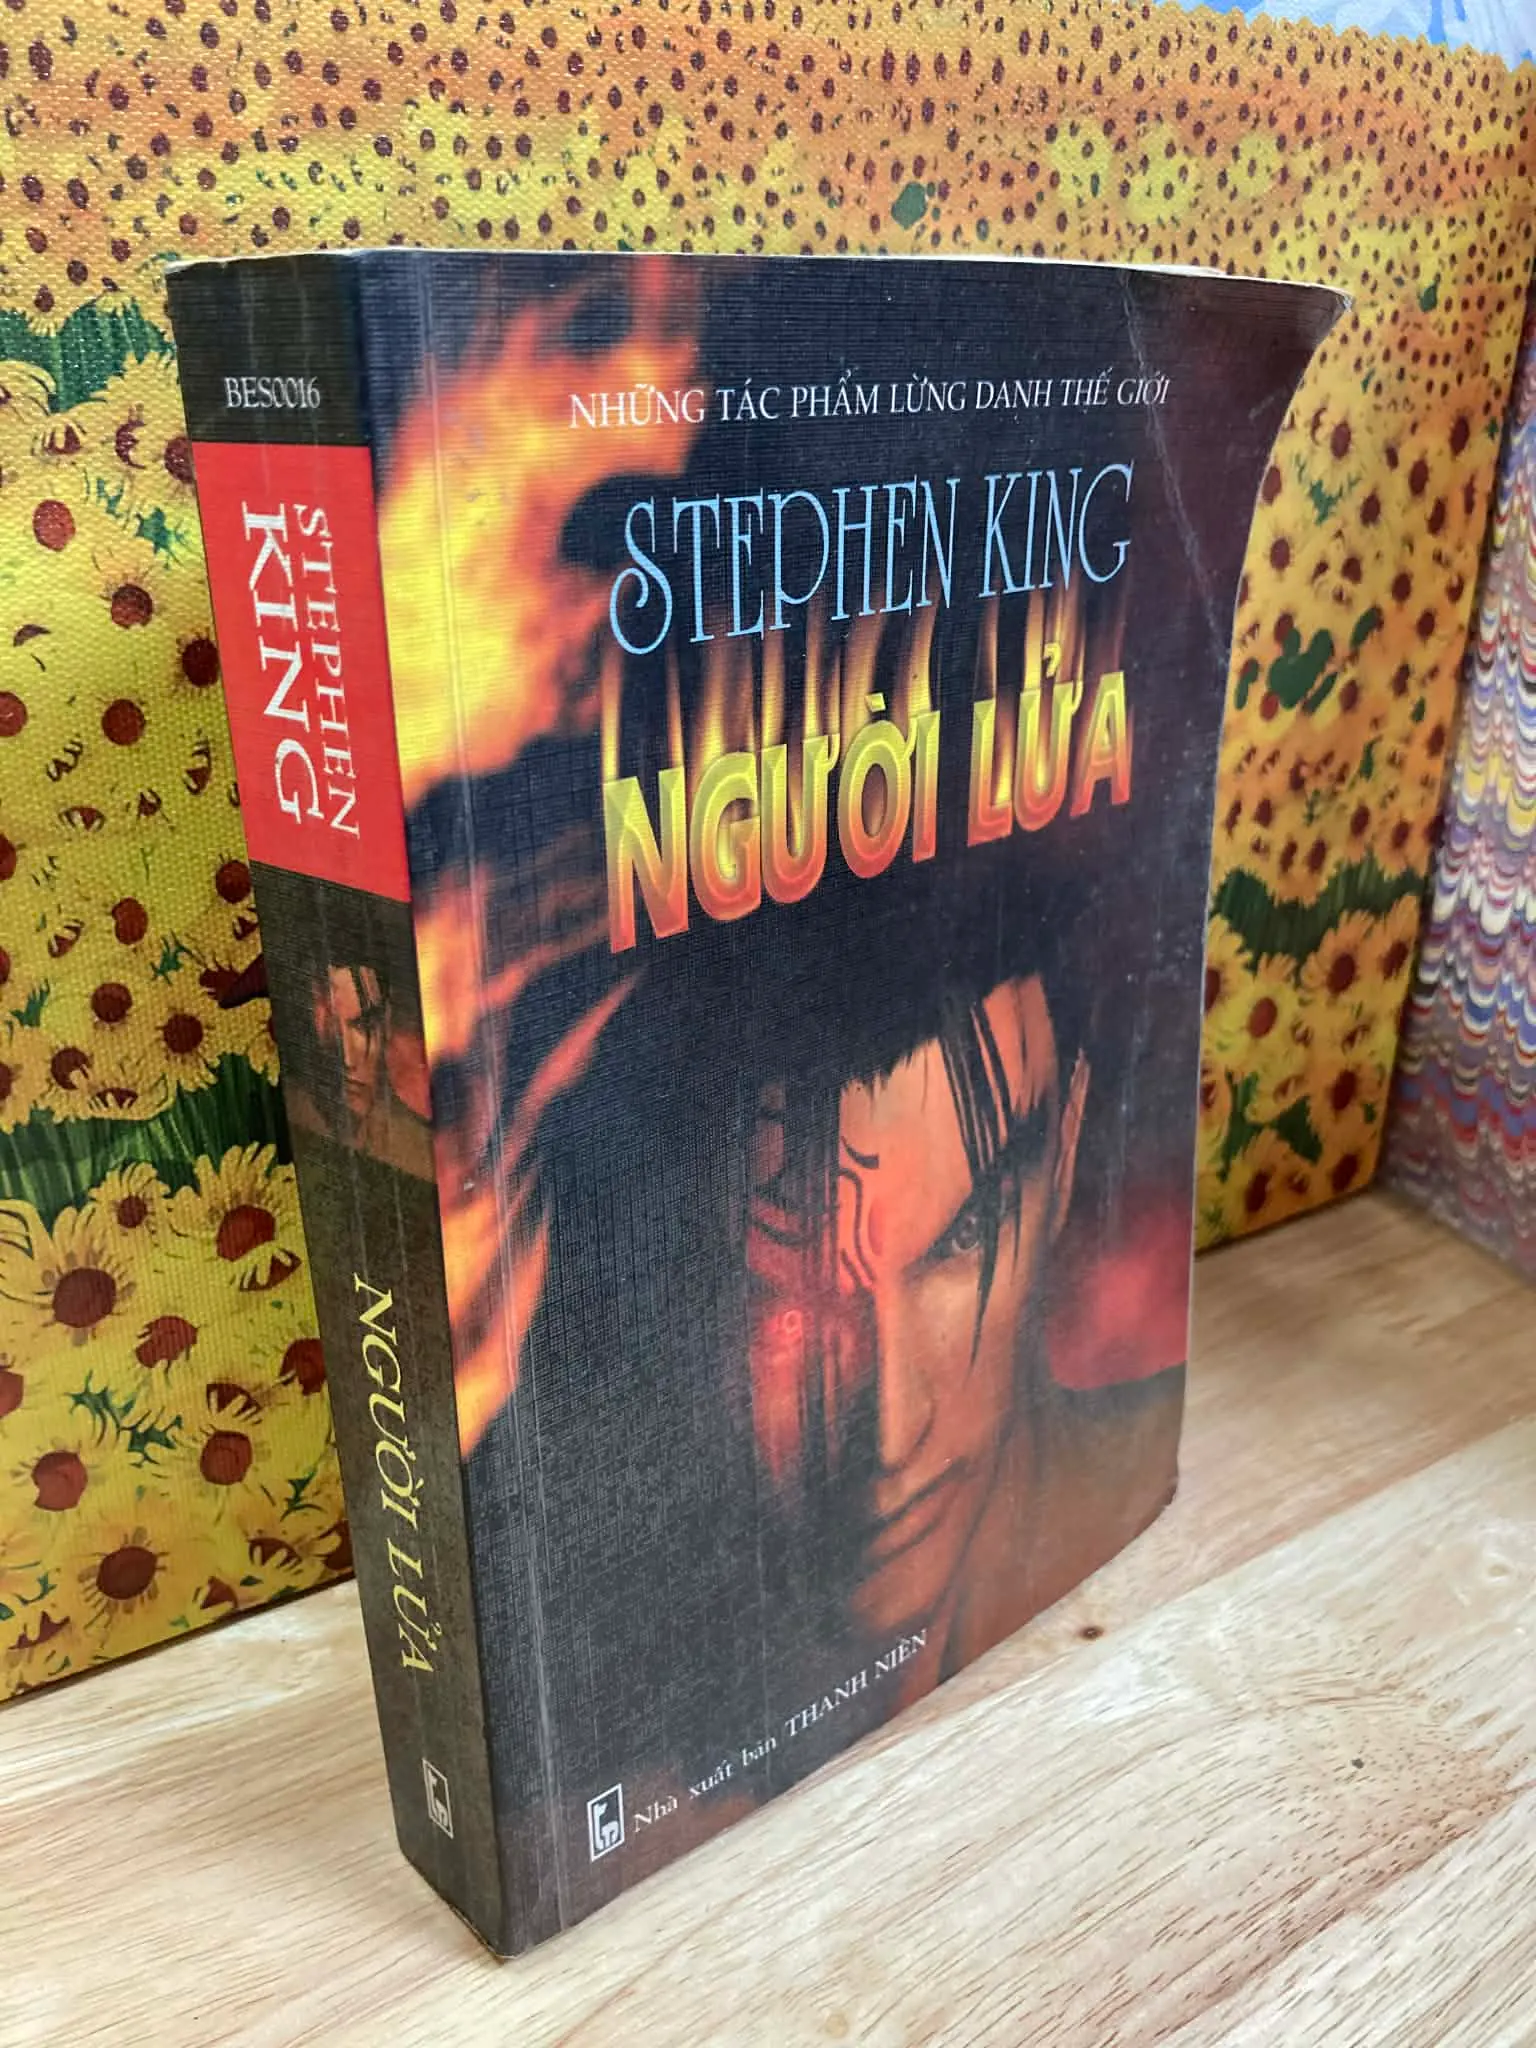 BES0016
STEPHEN
KING
NGƯỜI LỬA
NHỮNG TÁC PHẨM LỪNG DANH THẾ GIỚI
STEPHEN KING
NGƯỜI LỬA
Nhà xuất bản THANH NIÊN